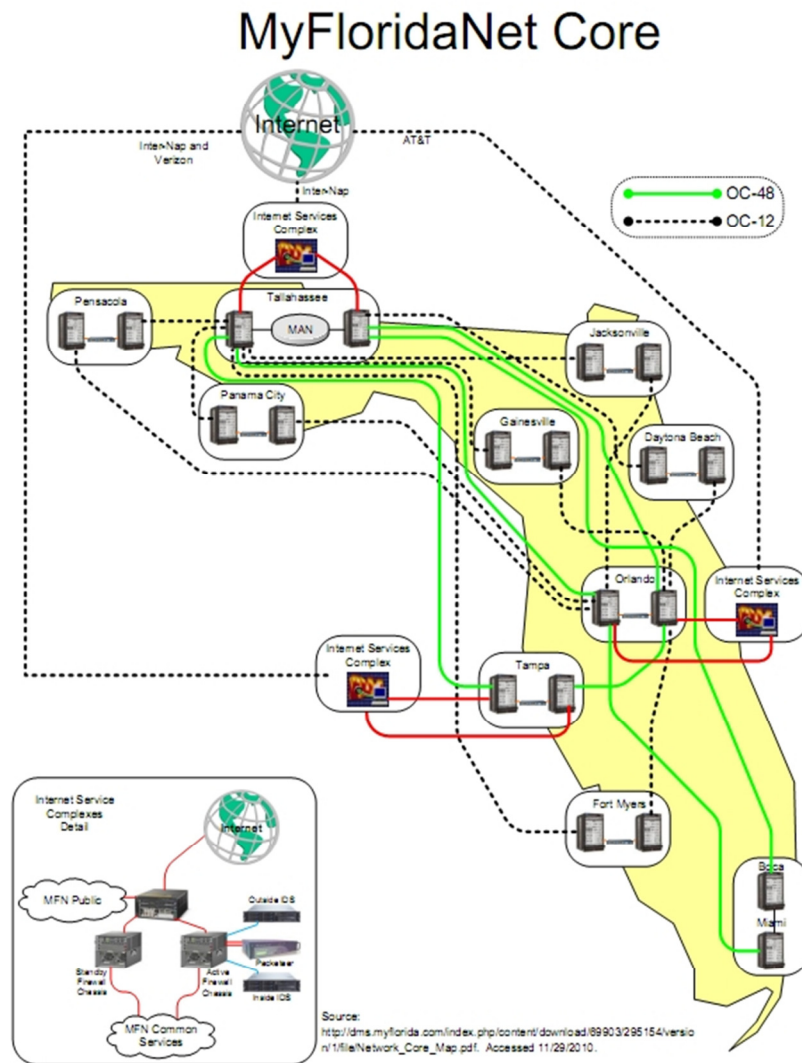 MyFloridaNet Core
Internet
Inter-Nap and
Verizon
AT&T
Inter-Nap
OC-48
OC-12
Internet Services
Complex
Pensacola
Tallahassee
MAN
Jacksonville
Panama City
Gainesville
Daytona Beach
Orlando
Internet Services
Complex
Internet Services
Complex
Tampa
Fort Myers
Boca
Miami
Internet Service
Complexes
Detail
Internet
MFN Public
Outside IDS
Packeteer
Inside IDS
Standby
Firewall
Chassis
Active
Firewall
Chassis
MFN Common
Services
Source:
http://dms.myflorida.com/index.php/content/download/89903/295154/versio
n/1/file/Network_Core_Map.pdf. Accessed 11/29/2010.